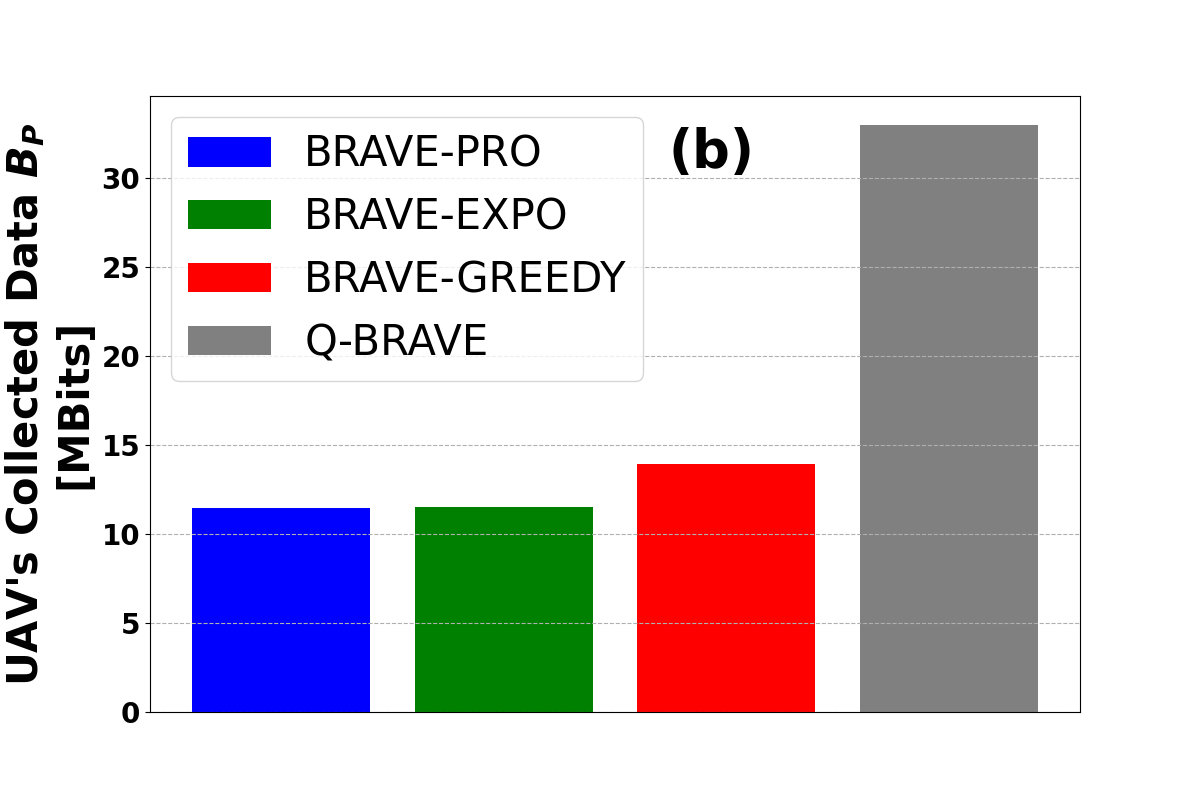 UAV's Collected Data B_P
[MBits]
30
25
20
15
10
5
0
BRAVE-PRO
BRAVE-EXPO
BRAVE-GREEDY
Q-BRAVE
(b)